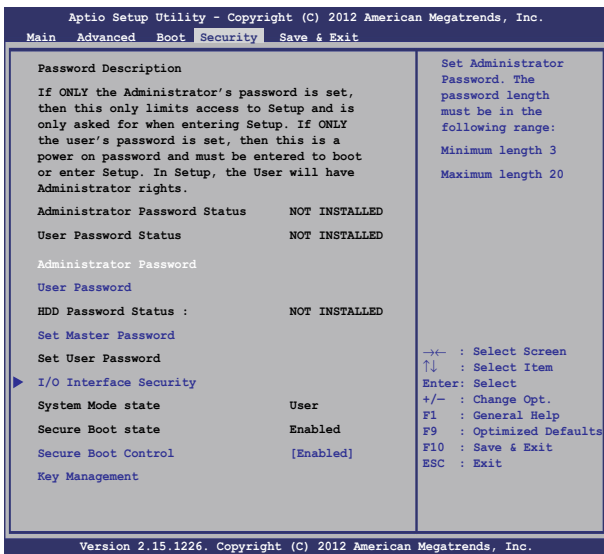 Aptio Setup Utility - Copyright (C) 2012 American Megatrends, Inc.
Main Advanced Boot Security Save & Exit
Password Description
If ONLY the Administrator's password is set,
then this only limits access to Setup and is
only asked for when entering Setup. If ONLY
the user's password is set, then this is a
power on password and must be entered to boot
or enter Setup. In Setup, the User will have
Administrator rights.
Administrator Password Status NOT INSTALLED
User Password Status NOT INSTALLED
Administrator Password
User Password
HDD Password Status : NOT INSTALLED
Set Master Password
Set User Password
I/O Interface Security
System Mode state User
Secure Boot state Enabled
Secure Boot Control [Enabled]
Key Management
Set Administrator
Password. The
password length
must be in the
following range:
Minimum length 3
Maximum length 20
→← : Select Screen
↑↓ : Select Item
Enter: Select
+/— : Change Opt.
F1 : General Help
F9 : Optimized Defaults
F10 : Save & Exit
ESC : Exit
Version 2.15.1226. Copyright (C) 2012 American Megatrends, Inc.